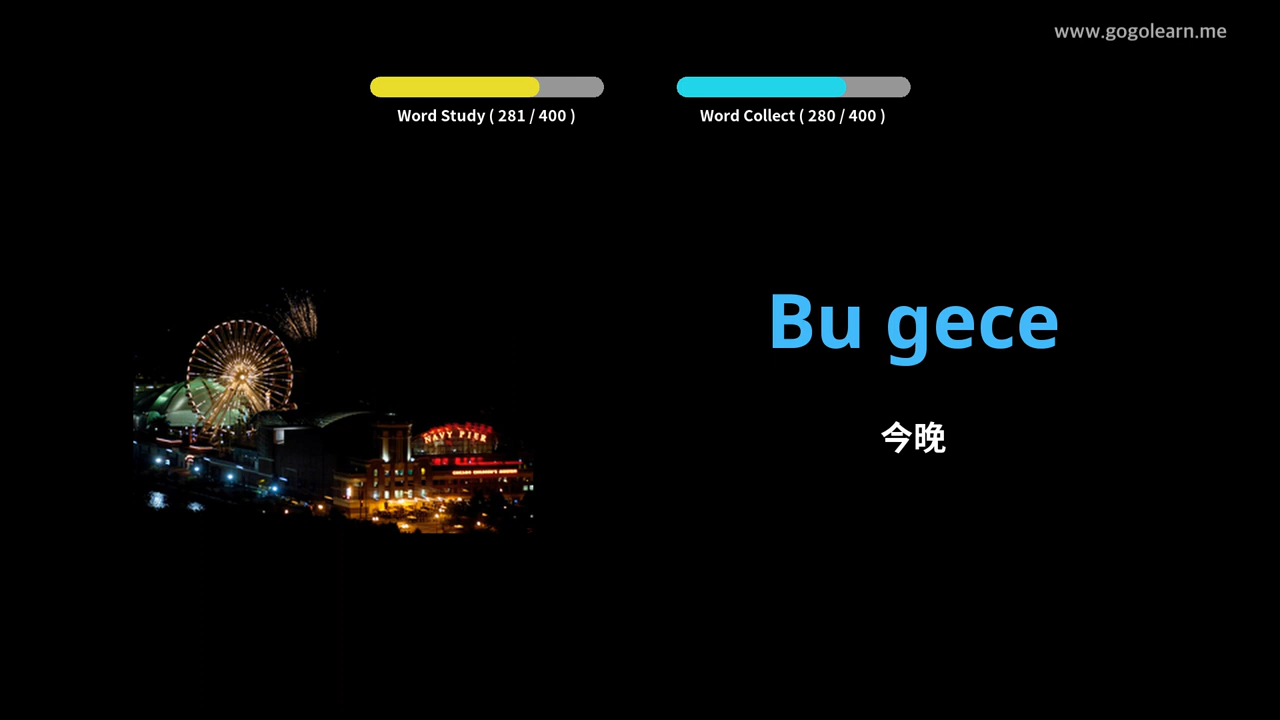 www.gogolearn.me
Word Study ( 281 / 400 )
Word Collect ( 280 / 400 )
Bu gece
今晚
NAVY PIER